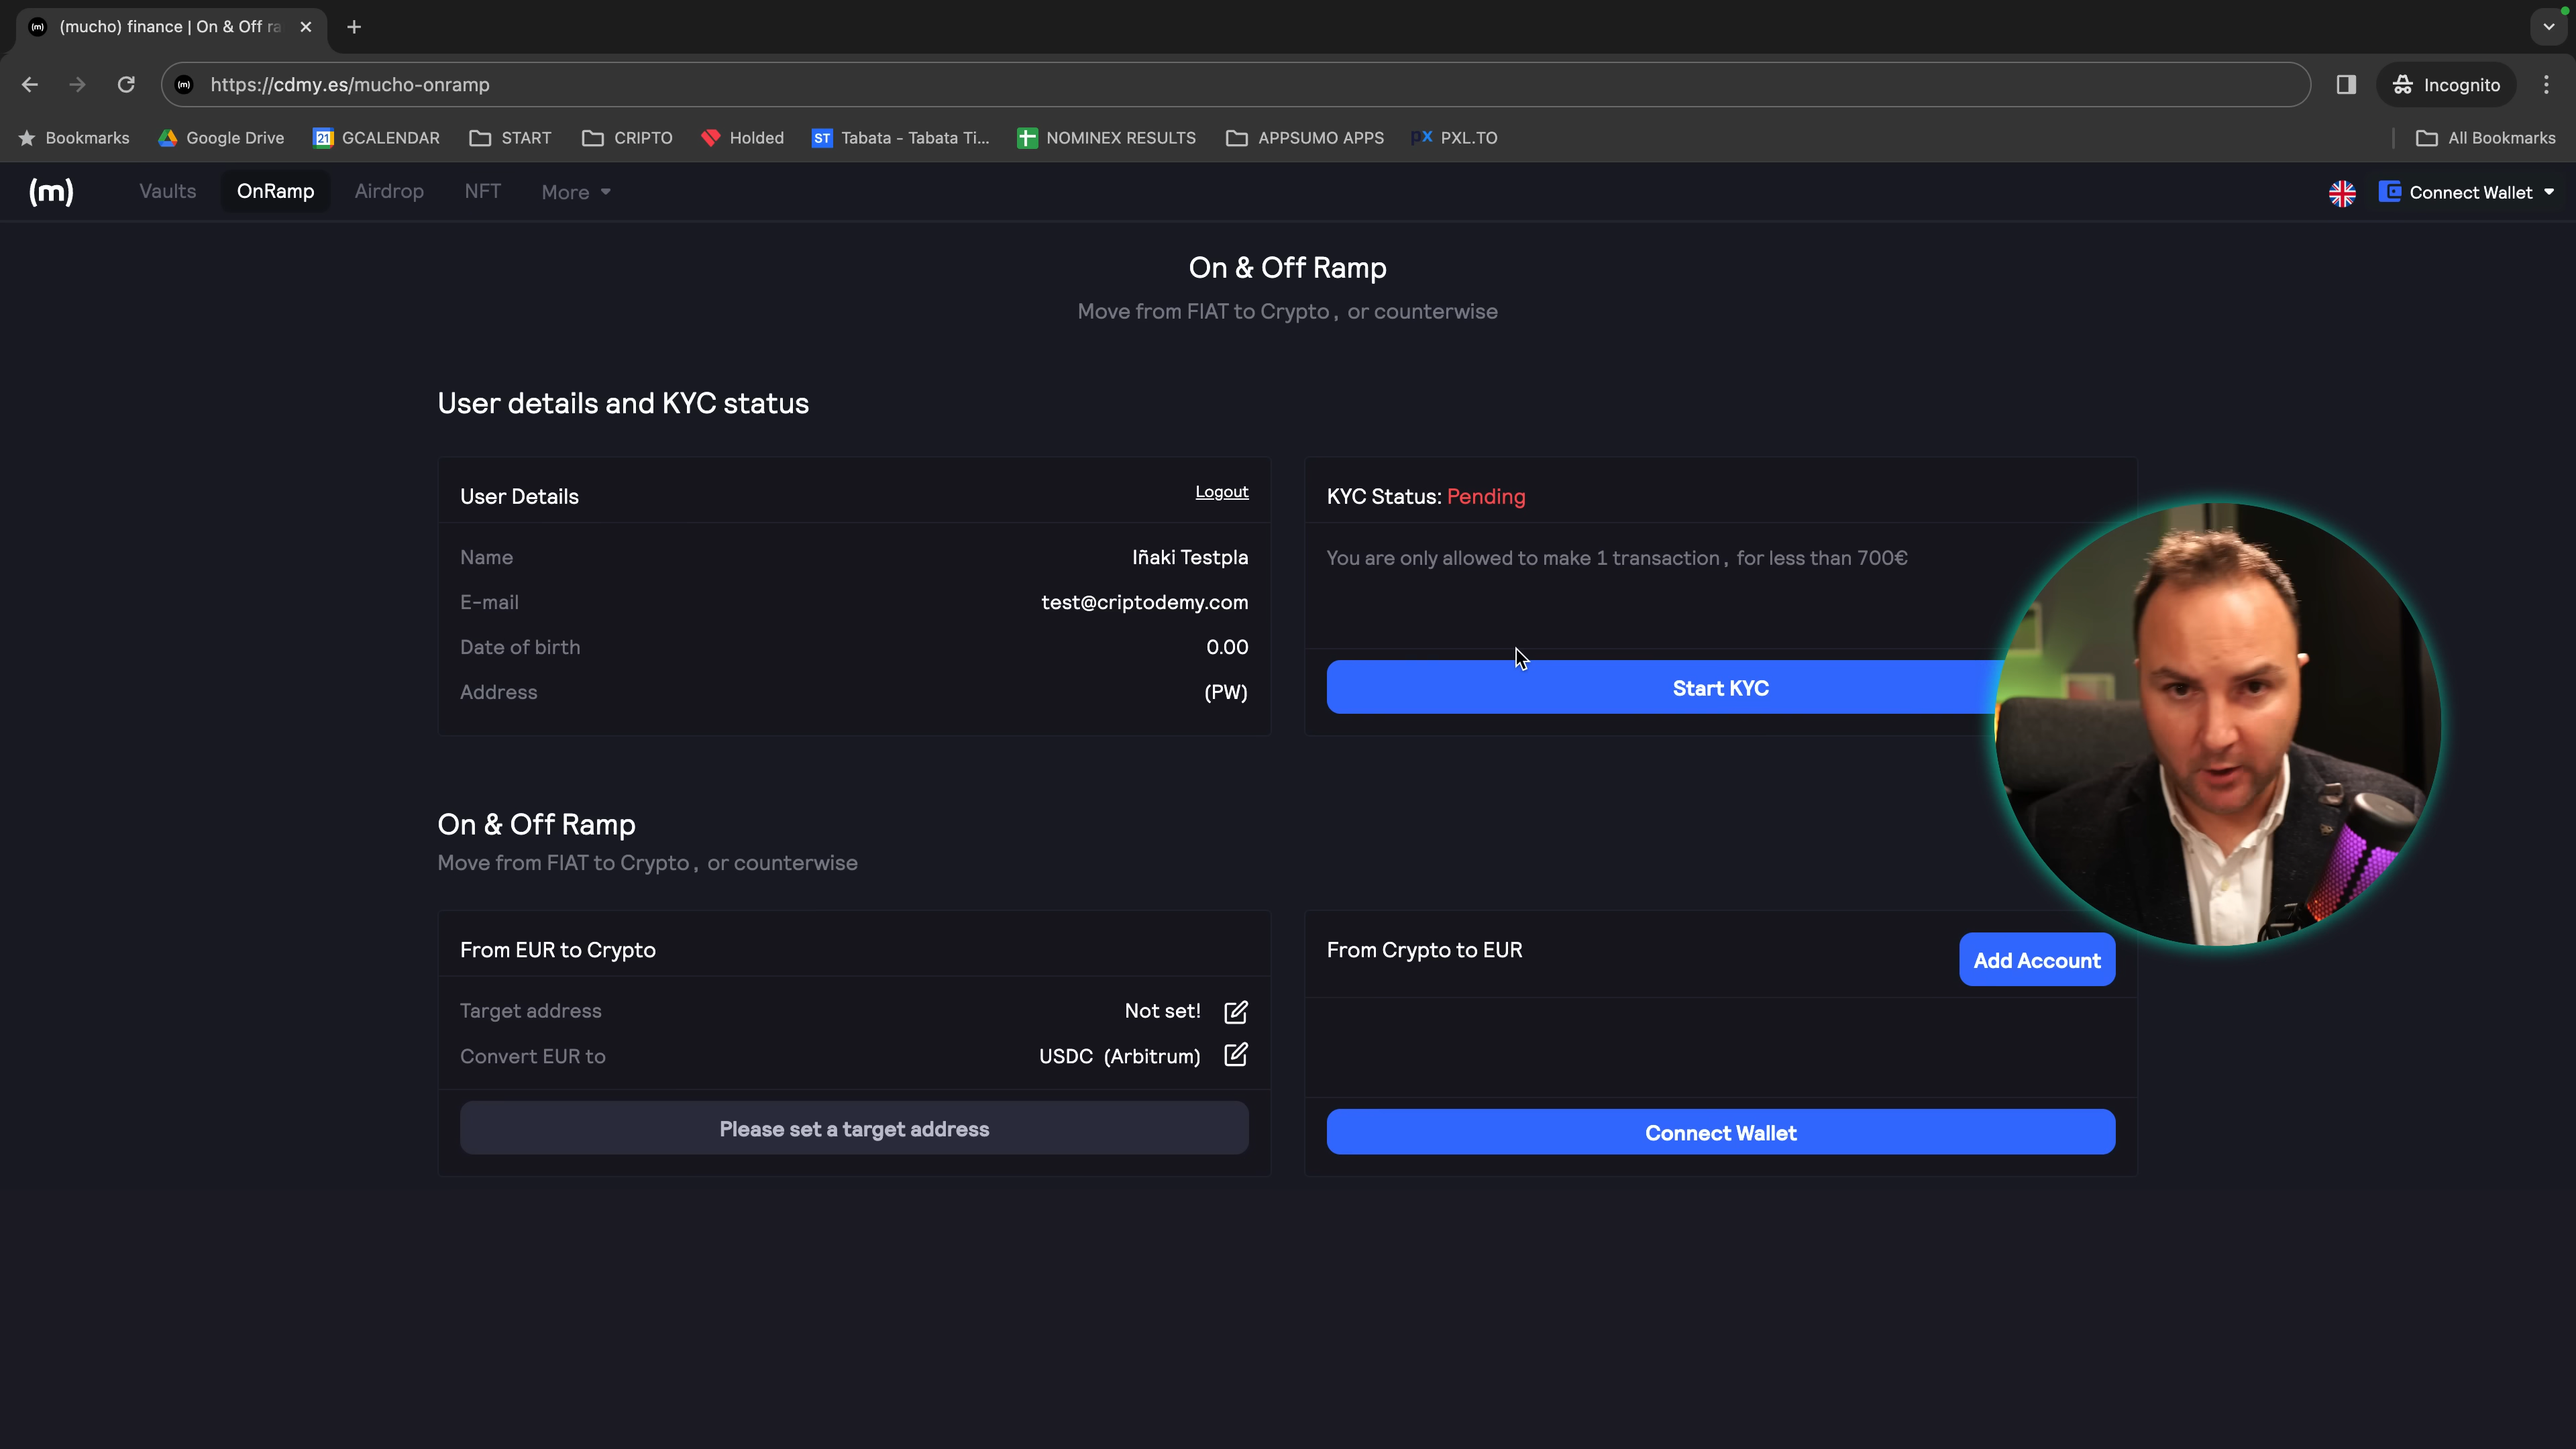 (mucho) finance | On & Off ra
https://cdmy.es/mucho-onramp
Incognito
Bookmarks
Google Drive
21 GCALENDAR
START
CRIPTO
Holded
ST Tabata - Tabata Ti...
NOMINEX RESULTS
APPSUMO APPS
px PXL.TO
All Bookmarks
(m)
Vaults
OnRamp
Airdrop
NFT
More
Connect Wallet
On & Off Ramp
Move from FIAT to Crypto, or counterwise
User details and KYC status
User Details
Logout
Name
Iñaki Testpla
E-mail
test@criptodemy.com
Date of birth
0.00
Address
(PW)
KYC Status: Pending
You are only allowed to make 1 transaction, for less than 700€
Start KYC
On & Off Ramp
Move from FIAT to Crypto, or counterwise
From EUR to Crypto
Target address
Not set!
Convert EUR to
USDC (Arbitrum)
Please set a target address
From Crypto to EUR
Add Account
Connect Wallet